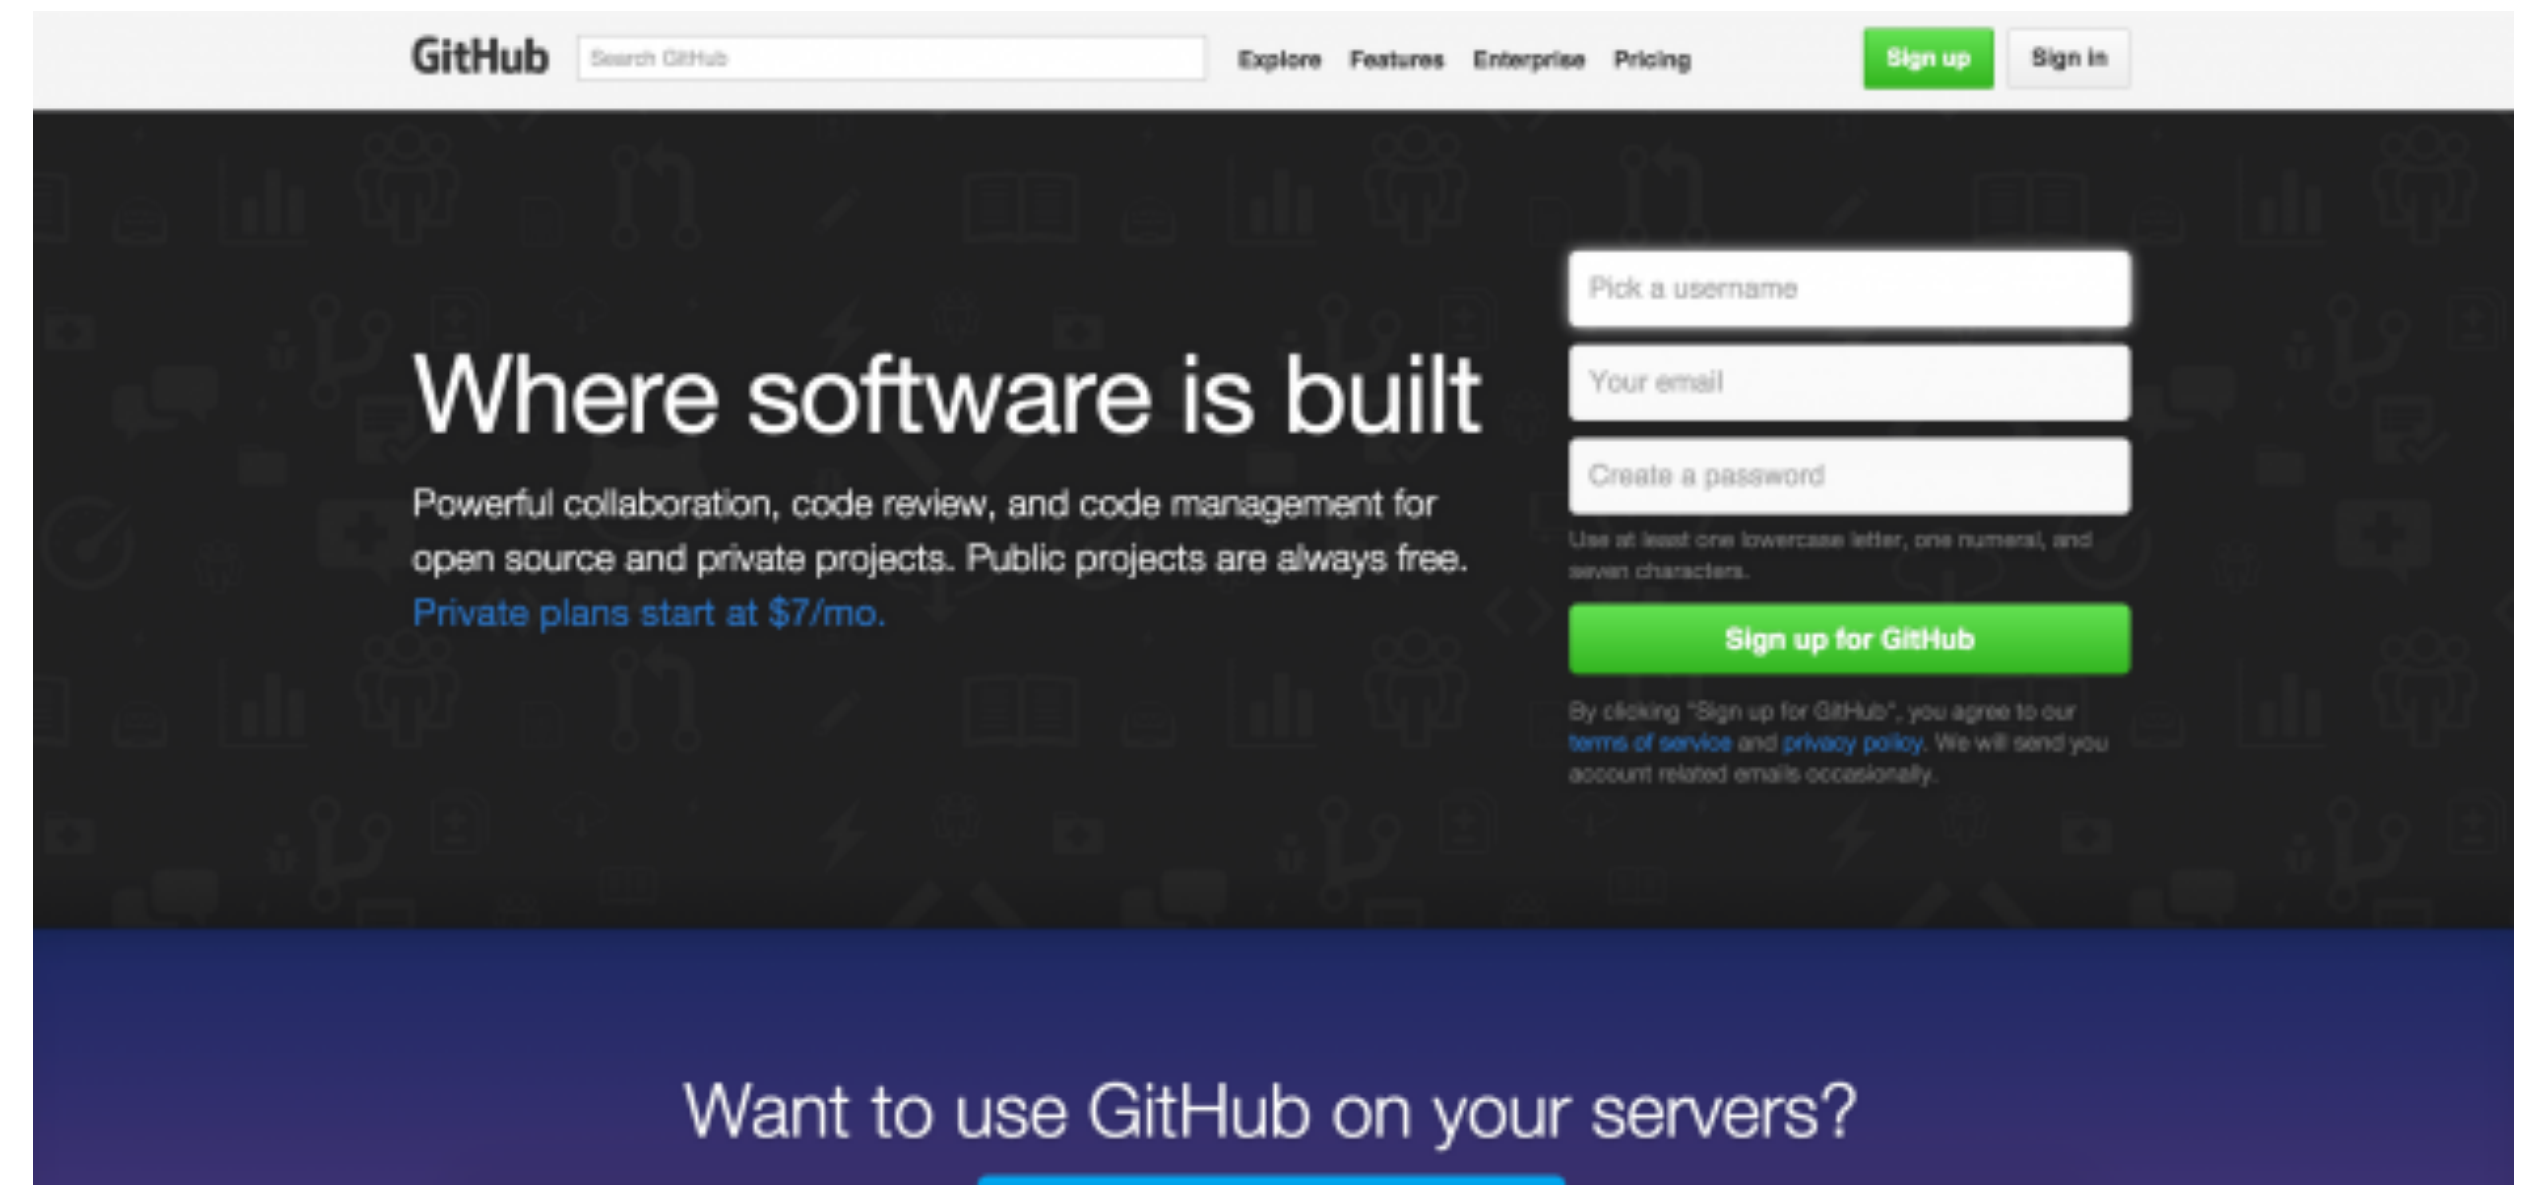 GitHub
Search GitHub
Explore Features Enterprise Pricing
Sign up
Sign in
Where software is built
Powerful collaboration, code review, and code management for
open source and private projects. Public projects are always free.
Private plans start at $7/mo.
Pick a username
Your email
Create a password
Use at least one lowercase letter, one numeral, and
seven characters.
Sign up for GitHub
By clicking "Sign up for GitHub", you agree to our
terms of service and privacy policy. We will send you
account related emails occasionally.
Want to use GitHub on your servers?